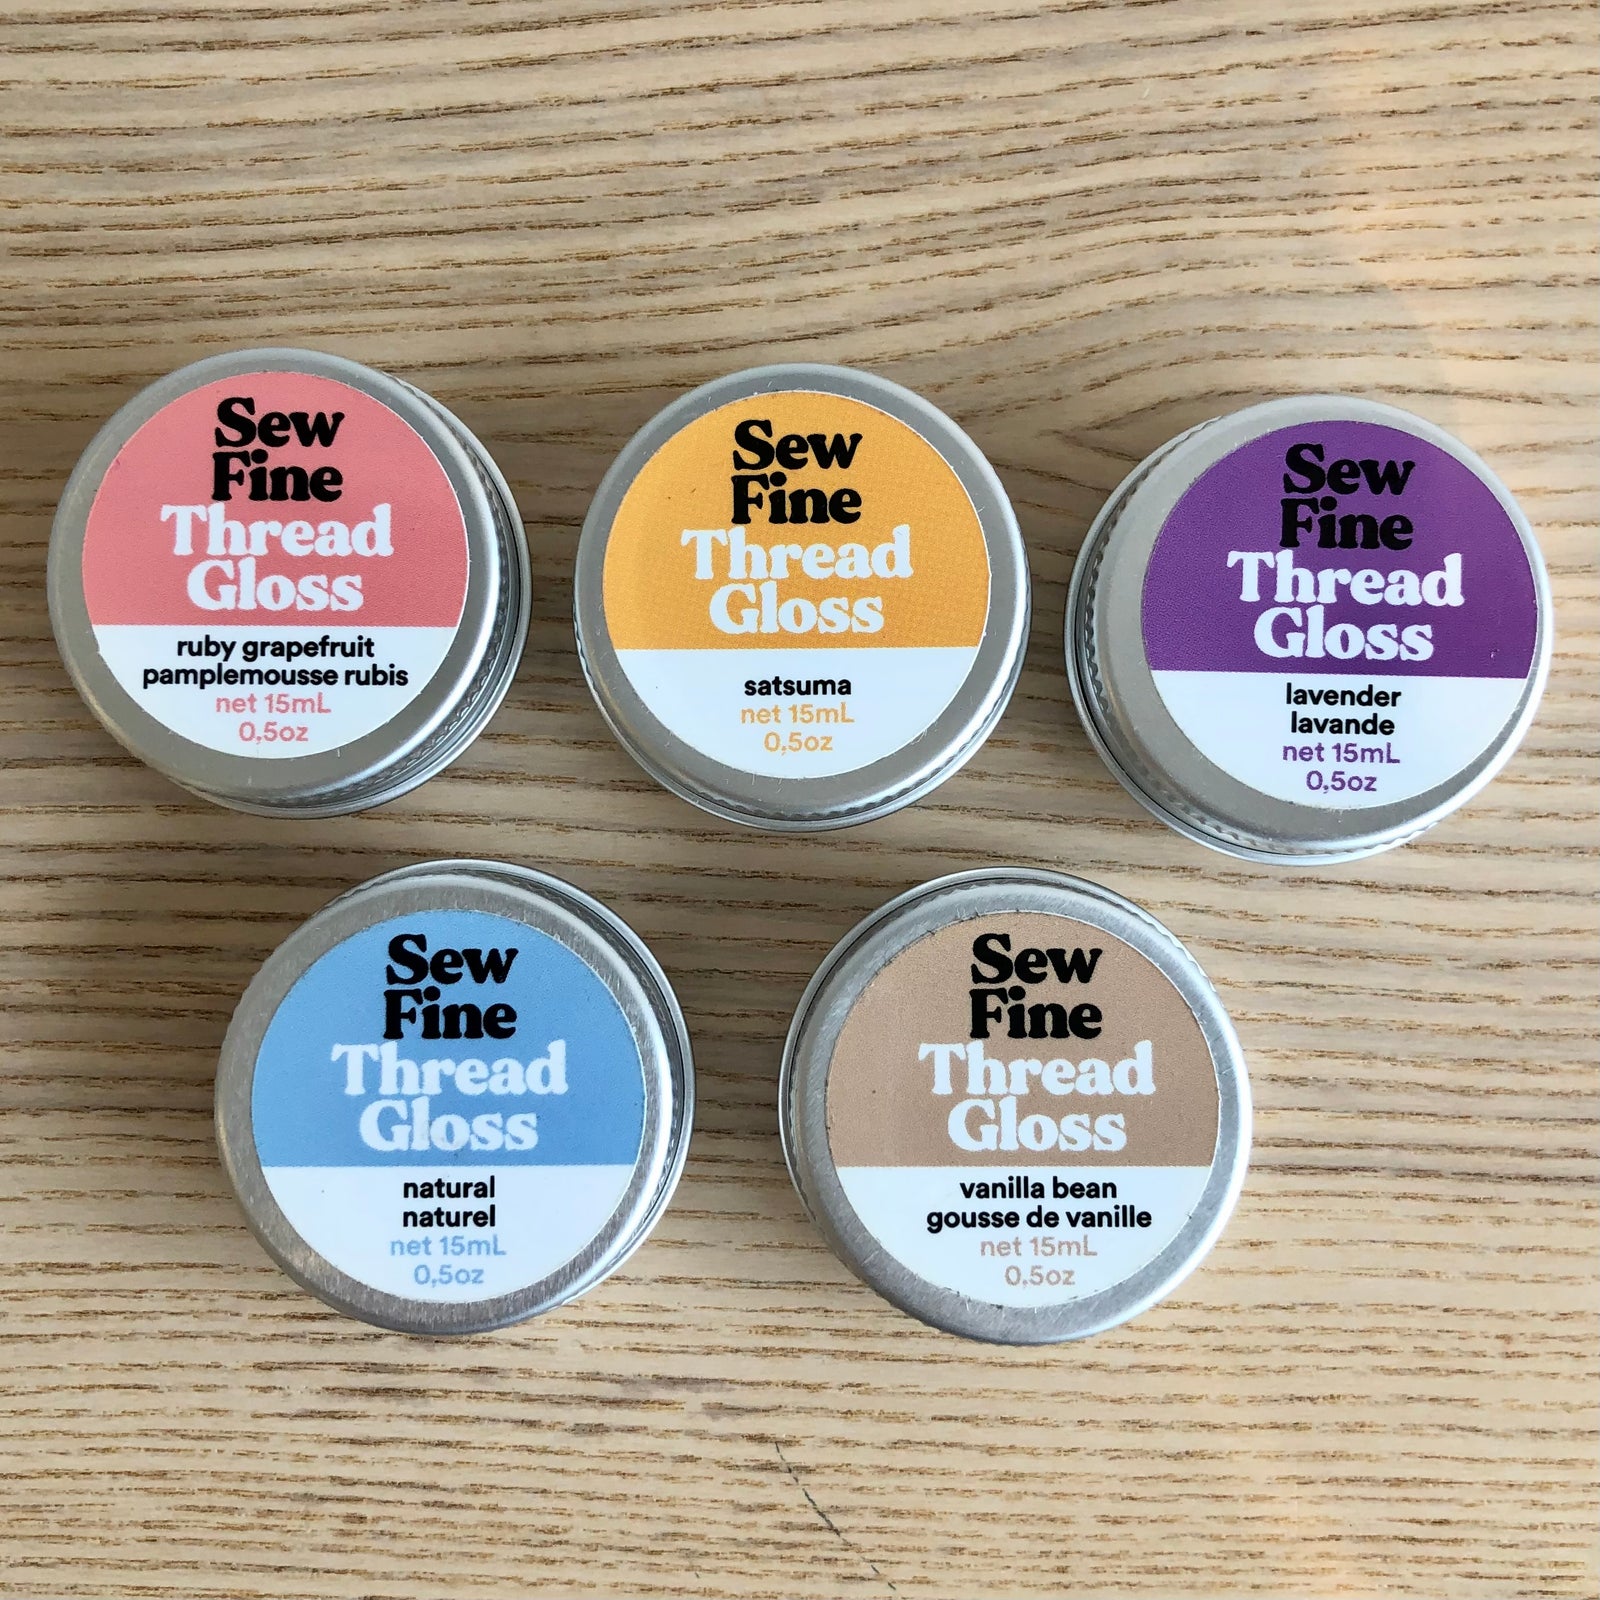 Sew
Fine
Thread
Gloss
ruby grapefruit
pamplemousse rubis
net 15mL
0,5oz
Sew
Fine
Thread
Gloss
satsuma
net 15mL
0,5oz
Sew
Fine
Thread
Gloss
lavender
lavande
net 15mL
0,5oz
Sew
Fine
Thread
Gloss
natural
naturel
net 15mL
0,5oz
Sew
Fine
Thread
Gloss
vanilla bean
gousse de vanille
net 15mL
0,5oz